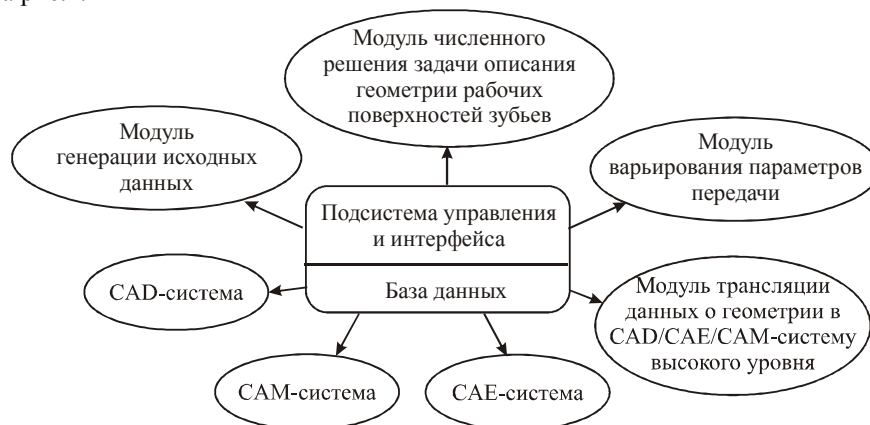 Модуль численного
решения задачи описания
геометрии рабочих
поверхностей зубьев
Модуль
генерации исходных
данных
Модуль
варьирования параметров
передачи
Подсистема управления
и интерфейса
База данных
CAD-система
Модуль трансляции
данных о геометрии в
CAD/CAE/CAM-систему
высокого уровня
CAM-система
CAE-система